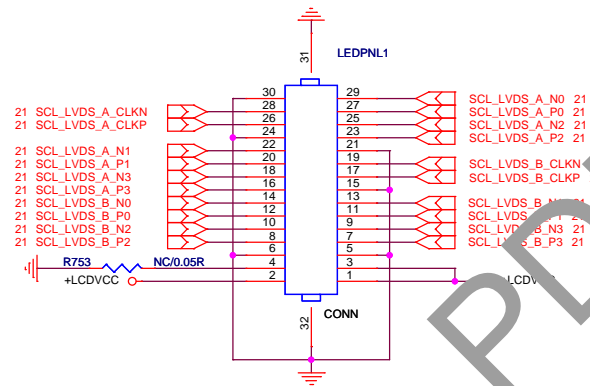 31
LEDPNL1
30 29
28 27
26 25
24 23
22 21
20 19
18 17
16 15
14 13
12 11
10 9
8 7
6 5
4 3
2 1
21 SCL_LVDS_A_CLKN
21 SCL_LVDS_A_CLKP
21 SCL_LVDS_A_N1
21 SCL_LVDS_A_P1
21 SCL_LVDS_A_N3
21 SCL_LVDS_A_P3
21 SCL_LVDS_B_N0
21 SCL_LVDS_B_P0
21 SCL_LVDS_B_N2
21 SCL_LVDS_B_P2
SCL_LVDS_A_N0 21
SCL_LVDS_A_P0 21
SCL_LVDS_A_N2 21
SCL_LVDS_A_P2 21
SCL_LVDS_B_CLKN
SCL_LVDS_B_CLKP
R753 NC/0.05R
+LCDVCC
32
CONN
PD